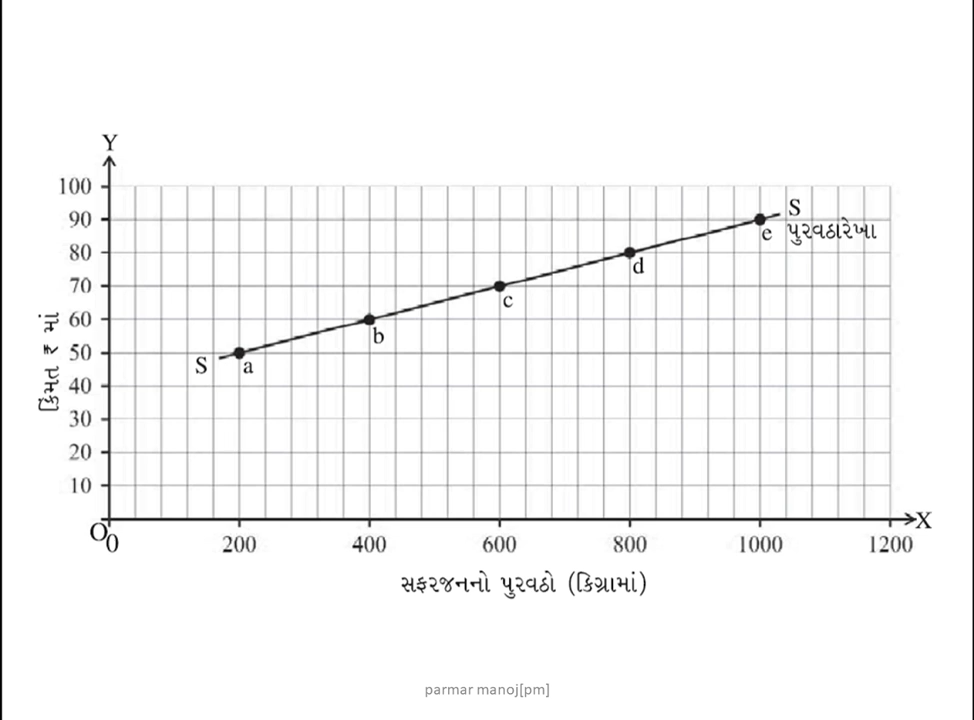 Y
100
90
80
70
60
50
40
30
20
10
કિંમત ₹ માં
S
a
b
c
d
e
S
પુરવઠારેખા
O
0
200
400
600
800
1000
1200
X
સફરજનનો પુરવઠો (કિગ્રામાં)
parmar manoj[pm]